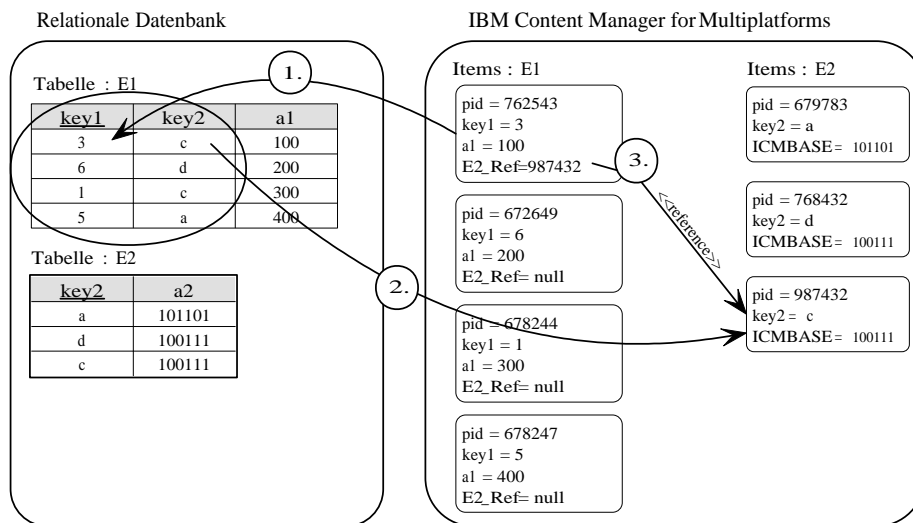 Relationale Datenbank
IBM Content Manager for Multiplatforms
1.
Tabelle : E1
key1 key2 a1
3 c 100
6 d 200
1 c 300
5 a 400
Tabelle : E2
key2 a2
a 101101
d 100111
c 100111
2.
Items : E1
pid = 762543
key1 = 3
a1 = 100
E2_Ref=987432
pid = 672649
key1 = 6
a1 = 200
E2_Ref= null
pid = 678244
key1 = 1
a1 = 300
E2_Ref= null
pid = 678247
key1 = 5
a1 = 400
E2_Ref= null
3.
<<reference>>
Items : E2
pid = 679783
key2 = a
ICMBASE = 101101
pid = 768432
key2 = d
ICMBASE = 100111
pid = 987432
key2 = c
ICMBASE = 100111